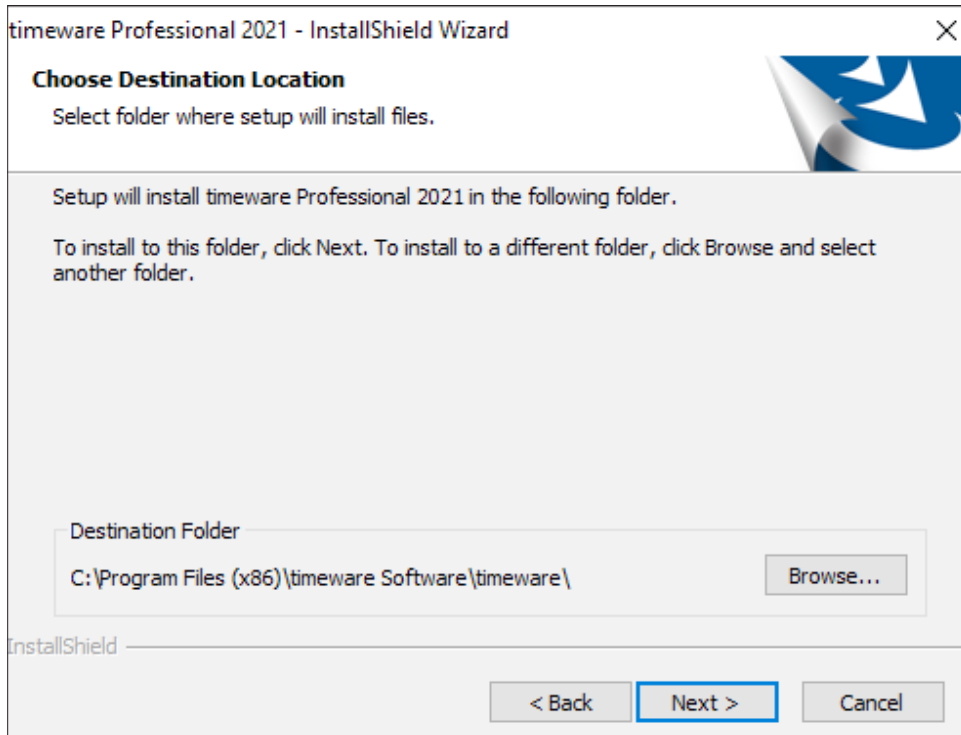 timeware Professional 2021 - InstallShield Wizard
Choose Destination Location
Select folder where setup will install files.
Setup will install timeware Professional 2021 in the following folder.
To install to this folder, click Next. To install to a different folder, click Browse and select
another folder.
Destination Folder
C:\Program Files (x86)\timeware Software\timeware\
Browse...
InstallShield
< Back
Next >
Cancel